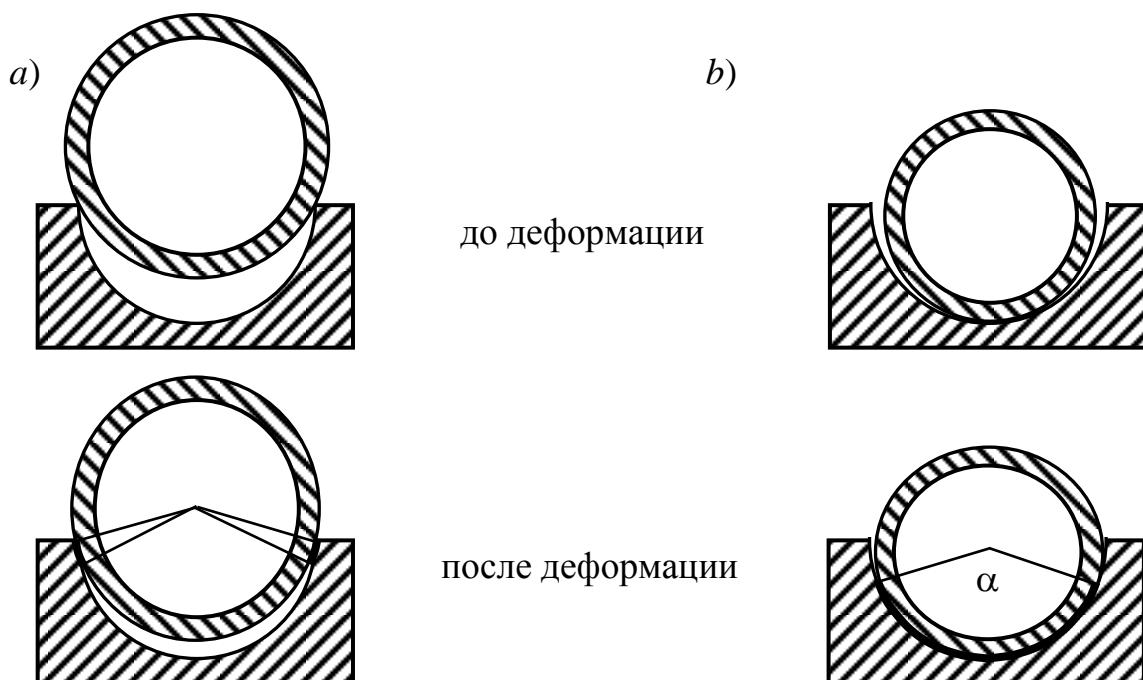 a)
b)
до деформации
после деформации
α